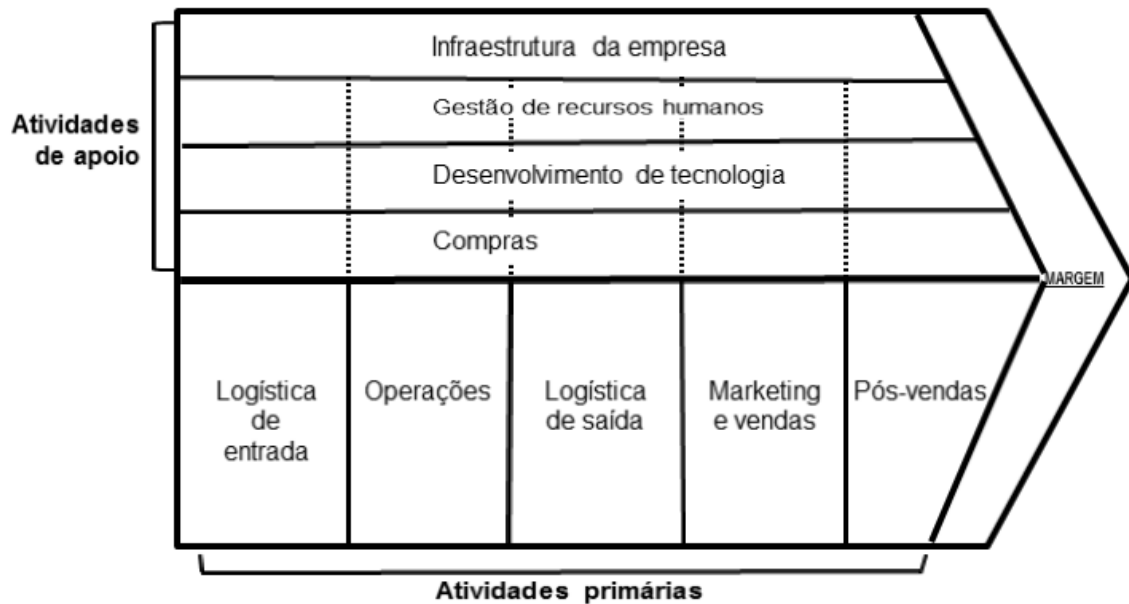 Infraestrutura da empresa
Gestão de recursos humanos
Atividades
de apoio
Desenvolvimento de tecnologia
Compras
MARGEM
Logística
de
entrada
Operações
Logística
de saída
Marketing
e vendas
Pós-vendas
Atividades primárias